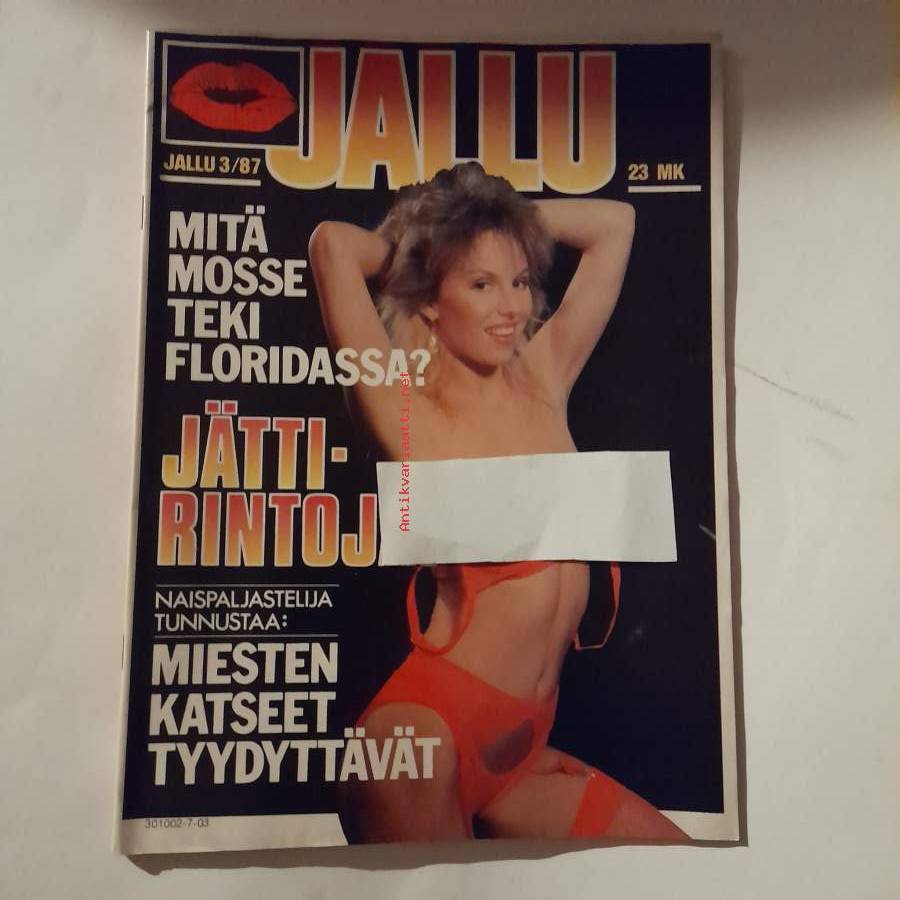 JALLU
JALLU 3/87
23 MK
MITÄ
MOSSE
TEKI
FLORIDASSA?
JÄTTI-
RINTOJ
NAISPALJASTELIJA
TUNNUSTAA:
MIESTEN
KATSEET
TYYDYTTÄVÄT
301002-7-03
Antikvariaatti.net